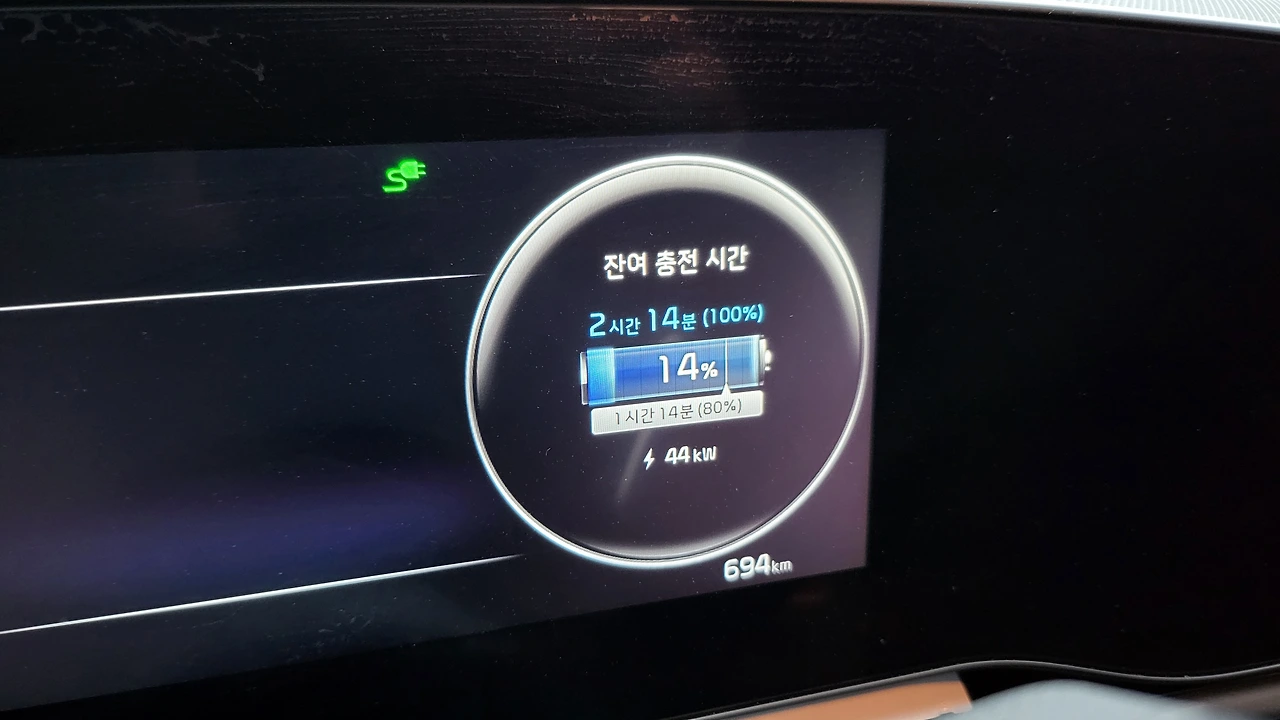 잔여 충전 시간
2시간 14분 (100%)
14%
1시간 14분 (80%)
44kW
694km